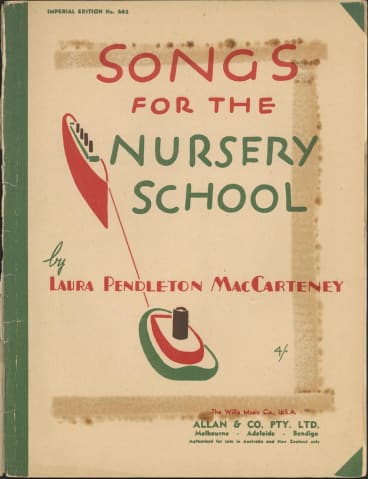 IMPERIAL EDITION No. 662
SONGS
FOR THE
NURSERY
SCHOOL
by
LAURA PENDLETON MACCARTENEY
4/-
The Willis Music Co., U.S.A.
ALLAN & CO. PTY. LTD.
Melbourne - Adelaide - Bendigo
Authorised for sale in Australia and New Zealand only